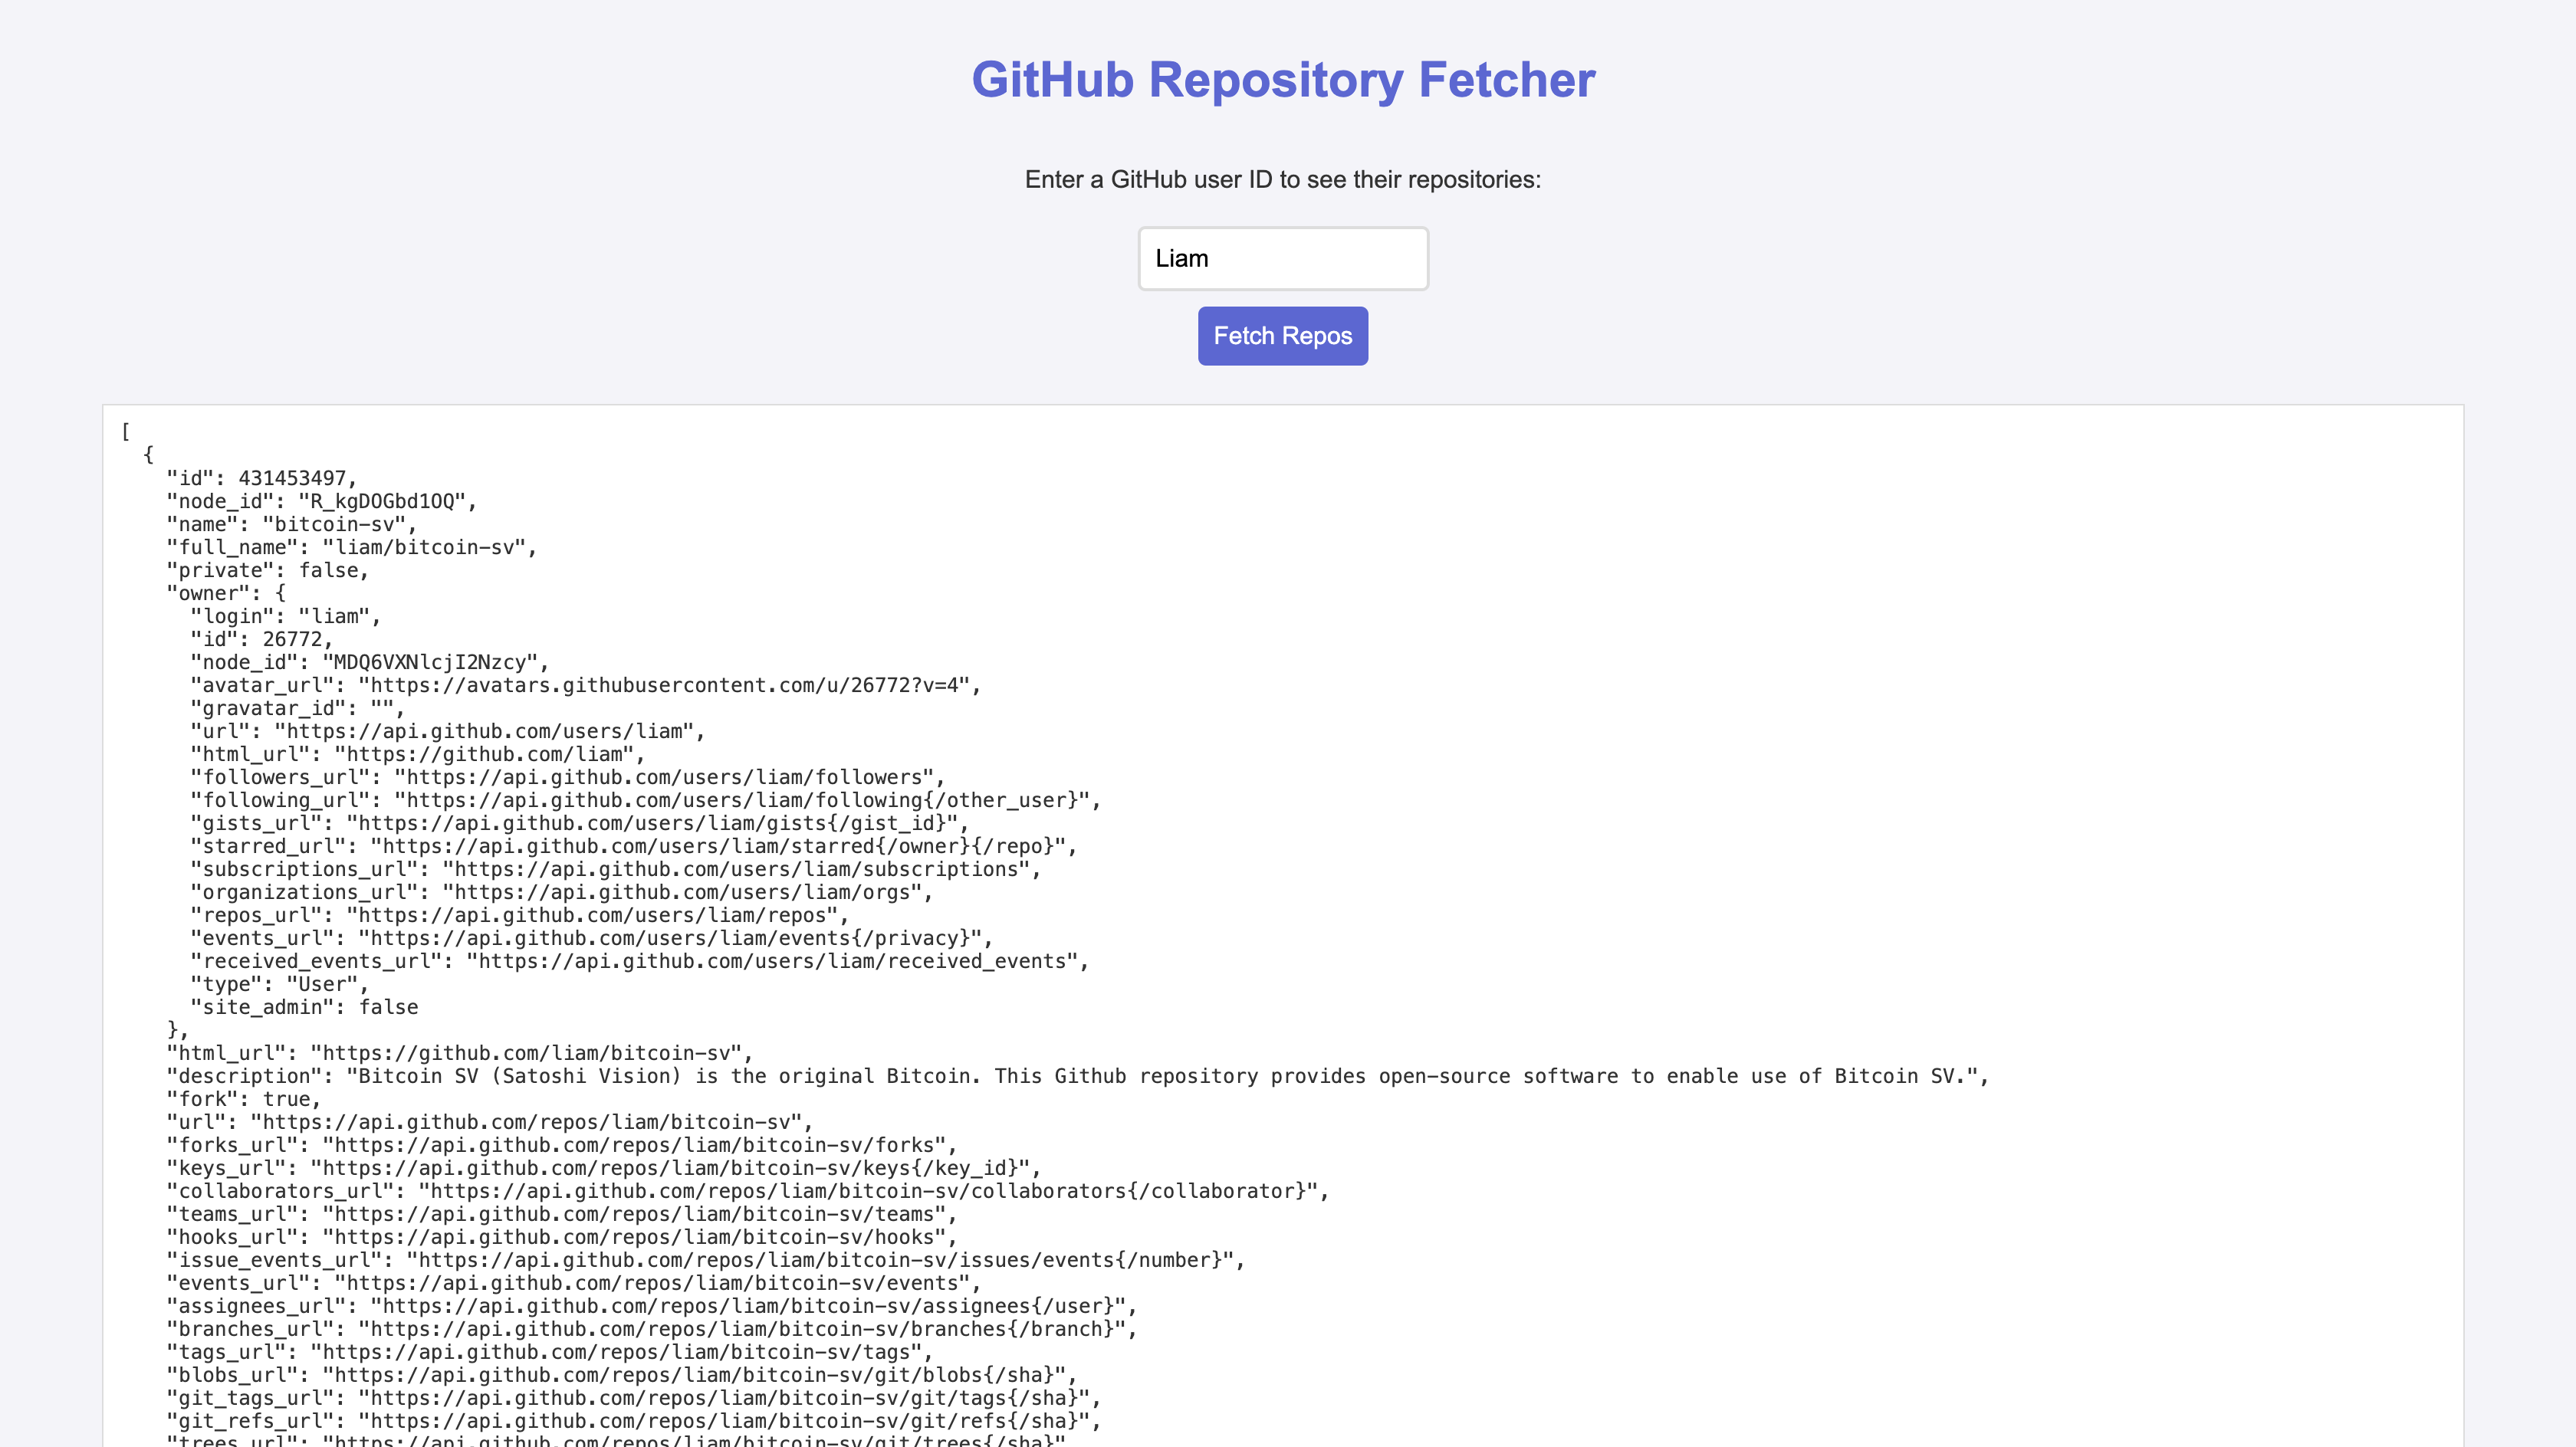 GitHub Repository Fetcher
Enter a GitHub user ID to see their repositories:
Liam
Fetch Repos
[
  {
    "id": 431453497,
    "node_id": "R_kgDOGbd1OQ",
    "name": "bitcoin-sv",
    "full_name": "liam/bitcoin-sv",
    "private": false,
    "owner": {
      "login": "liam",
      "id": 26772,
      "node_id": "MDQ6VXNlcjI2Nzcy",
      "avatar_url": "https://avatars.githubusercontent.com/u/26772?v=4",
      "gravatar_id": "",
      "url": "https://api.github.com/users/liam",
      "html_url": "https://github.com/liam",
      "followers_url": "https://api.github.com/users/liam/followers",
      "following_url": "https://api.github.com/users/liam/following{/other_user}",
      "gists_url": "https://api.github.com/users/liam/gists{/gist_id}",
      "starred_url": "https://api.github.com/users/liam/starred{/owner}{/repo}",
      "subscriptions_url": "https://api.github.com/users/liam/subscriptions",
      "organizations_url": "https://api.github.com/users/liam/orgs",
      "repos_url": "https://api.github.com/users/liam/repos",
      "events_url": "https://api.github.com/users/liam/events{/privacy}",
      "received_events_url": "https://api.github.com/users/liam/received_events",
      "type": "User",
      "site_admin": false
    },
    "html_url": "https://github.com/liam/bitcoin-sv",
    "description": "Bitcoin SV (Satoshi Vision) is the original Bitcoin. This Github repository provides open-source software to enable use of Bitcoin SV.",
    "fork": true,
    "url": "https://api.github.com/repos/liam/bitcoin-sv",
    "forks_url": "https://api.github.com/repos/liam/bitcoin-sv/forks",
    "keys_url": "https://api.github.com/repos/liam/bitcoin-sv/keys{/key_id}",
    "collaborators_url": "https://api.github.com/repos/liam/bitcoin-sv/collaborators{/collaborator}",
    "teams_url": "https://api.github.com/repos/liam/bitcoin-sv/teams",
    "hooks_url": "https://api.github.com/repos/liam/bitcoin-sv/hooks",
    "issue_events_url": "https://api.github.com/repos/liam/bitcoin-sv/issues/events{/number}",
    "events_url": "https://api.github.com/repos/liam/bitcoin-sv/events",
    "assignees_url": "https://api.github.com/repos/liam/bitcoin-sv/assignees{/user}",
    "branches_url": "https://api.github.com/repos/liam/bitcoin-sv/branches{/branch}",
    "tags_url": "https://api.github.com/repos/liam/bitcoin-sv/tags",
    "blobs_url": "https://api.github.com/repos/liam/bitcoin-sv/git/blobs{/sha}",
    "git_tags_url": "https://api.github.com/repos/liam/bitcoin-sv/git/tags{/sha}",
    "git_refs_url": "https://api.github.com/repos/liam/bitcoin-sv/git/refs{/sha}",
    "trees_url": "https://api.github.com/repos/liam/bitcoin-sv/git/trees{/sha}"